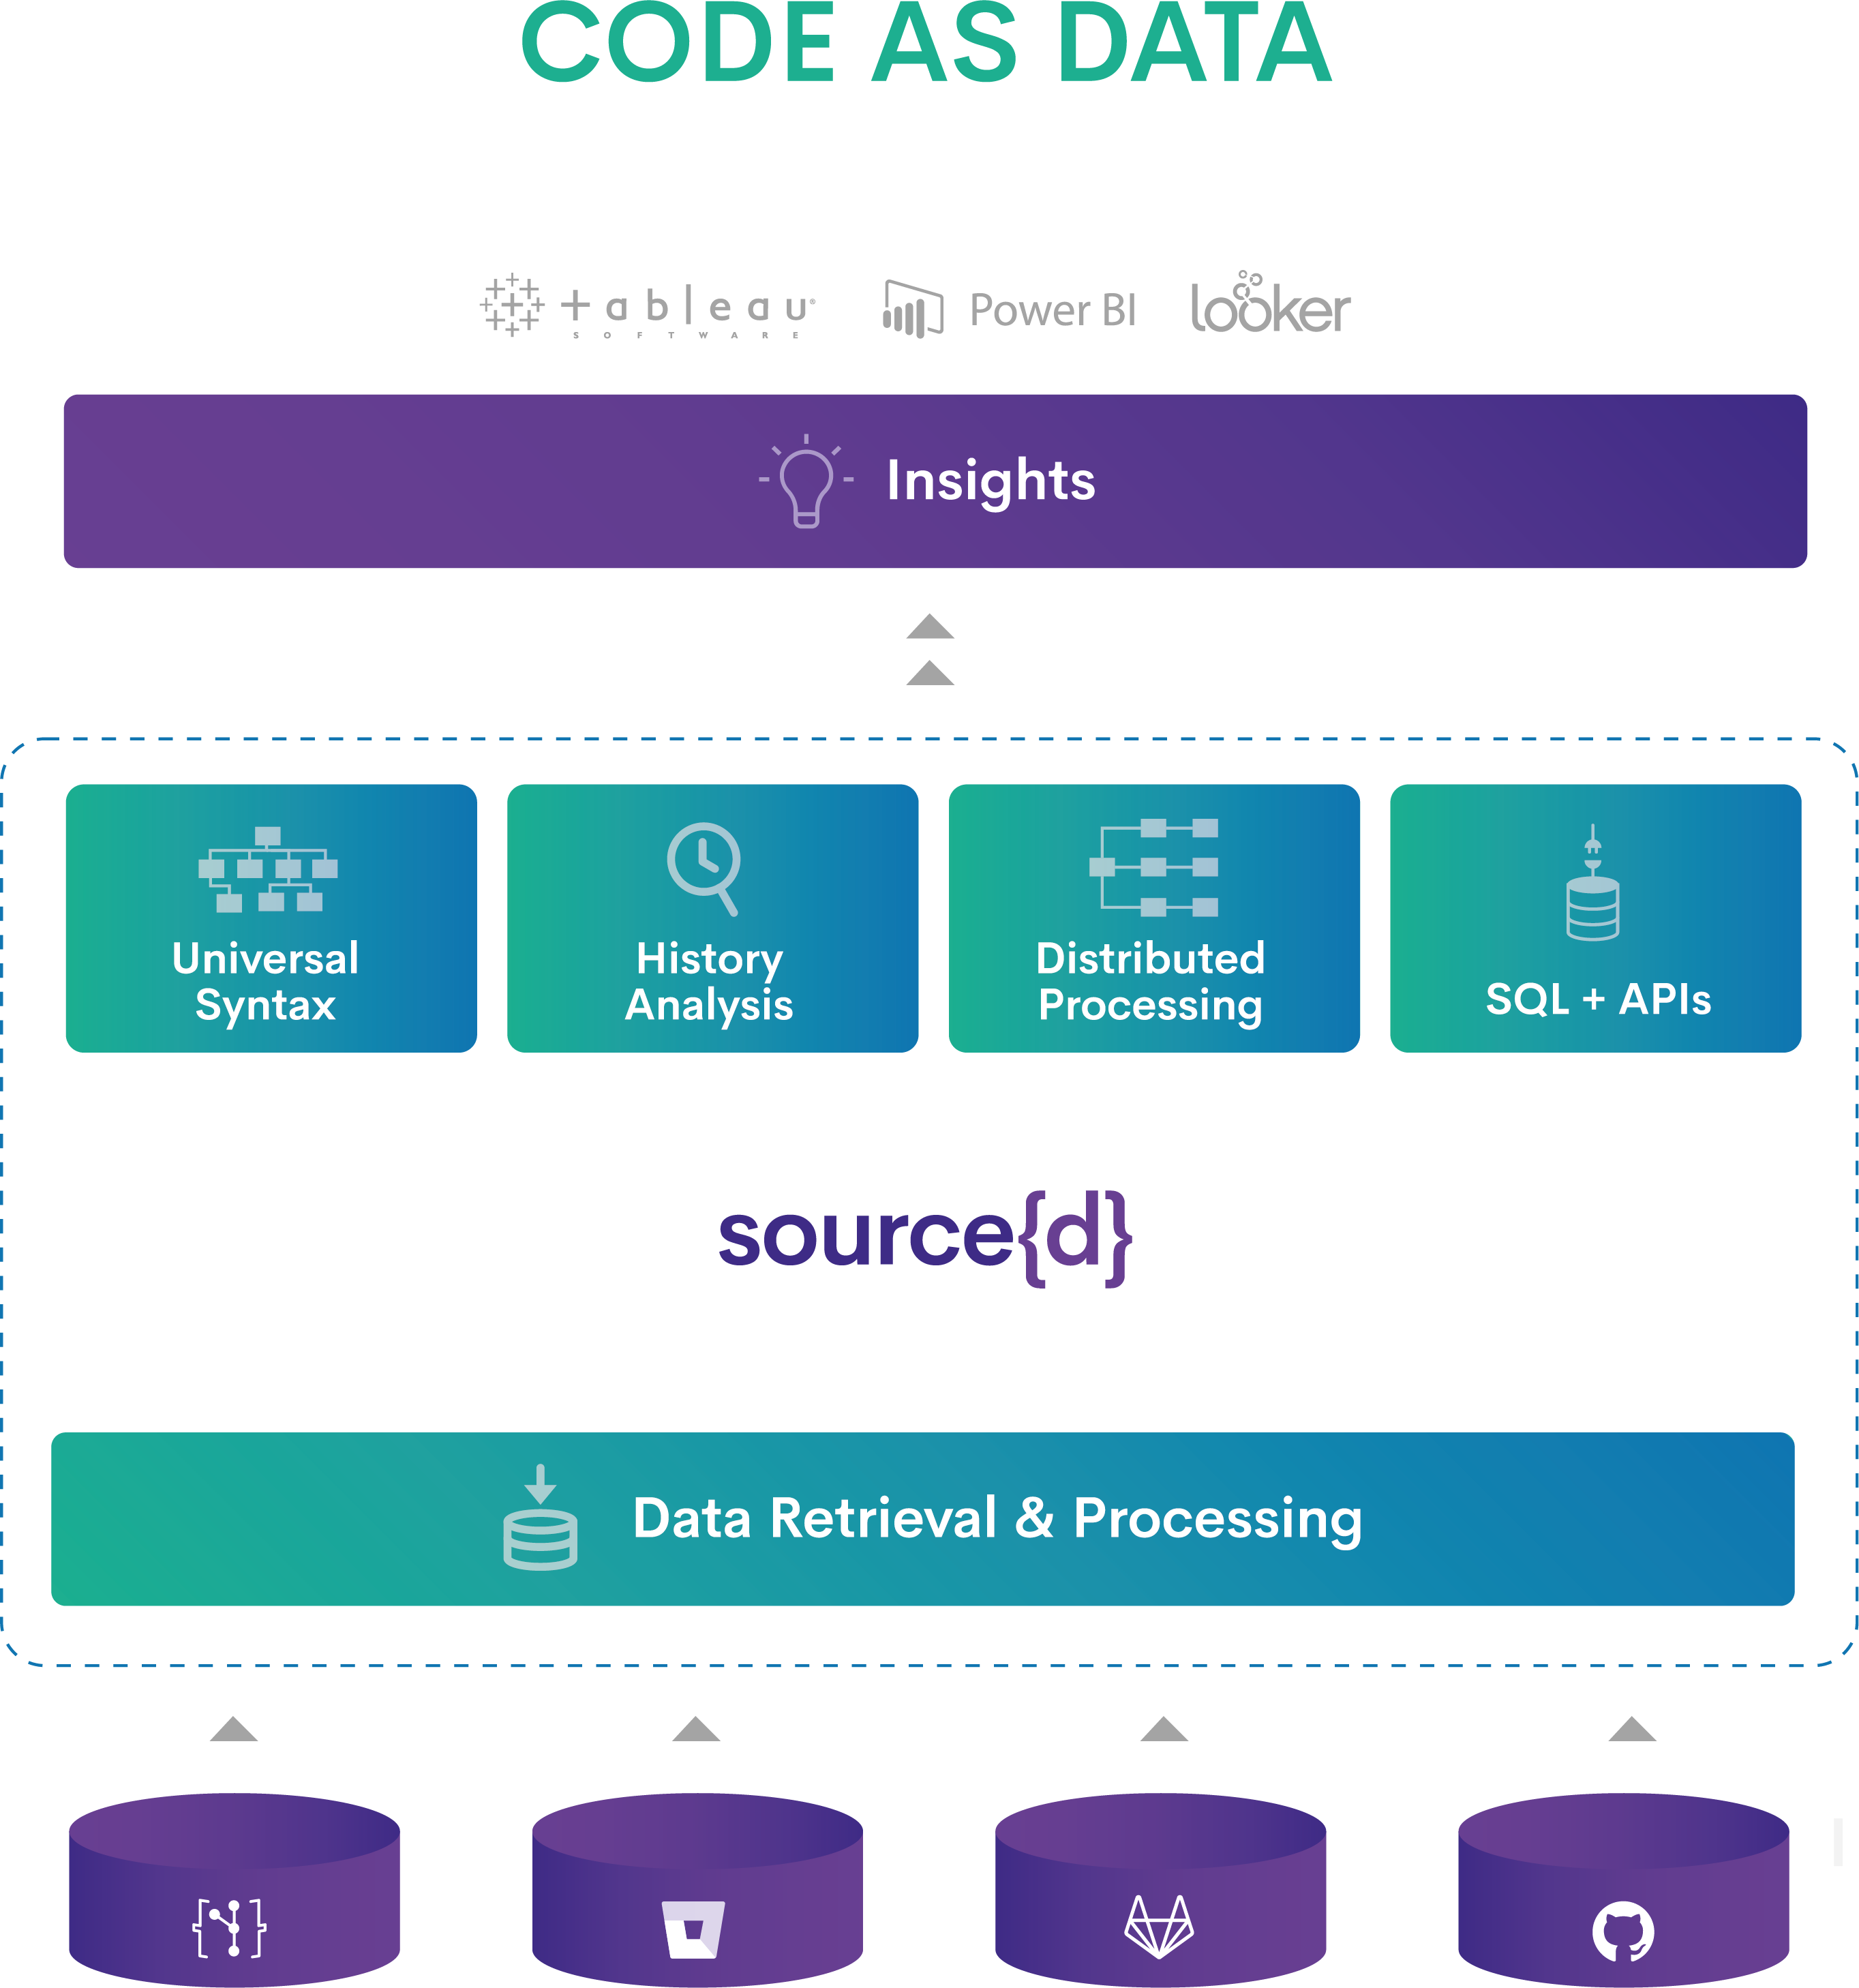 CODE AS DATA
+ableau®
SOFTWARE
Power BI
looker
Insights
Universal
Syntax
History
Analysis
Distributed
Processing
SQL + APIs
source{d}
Data Retrieval & Processing